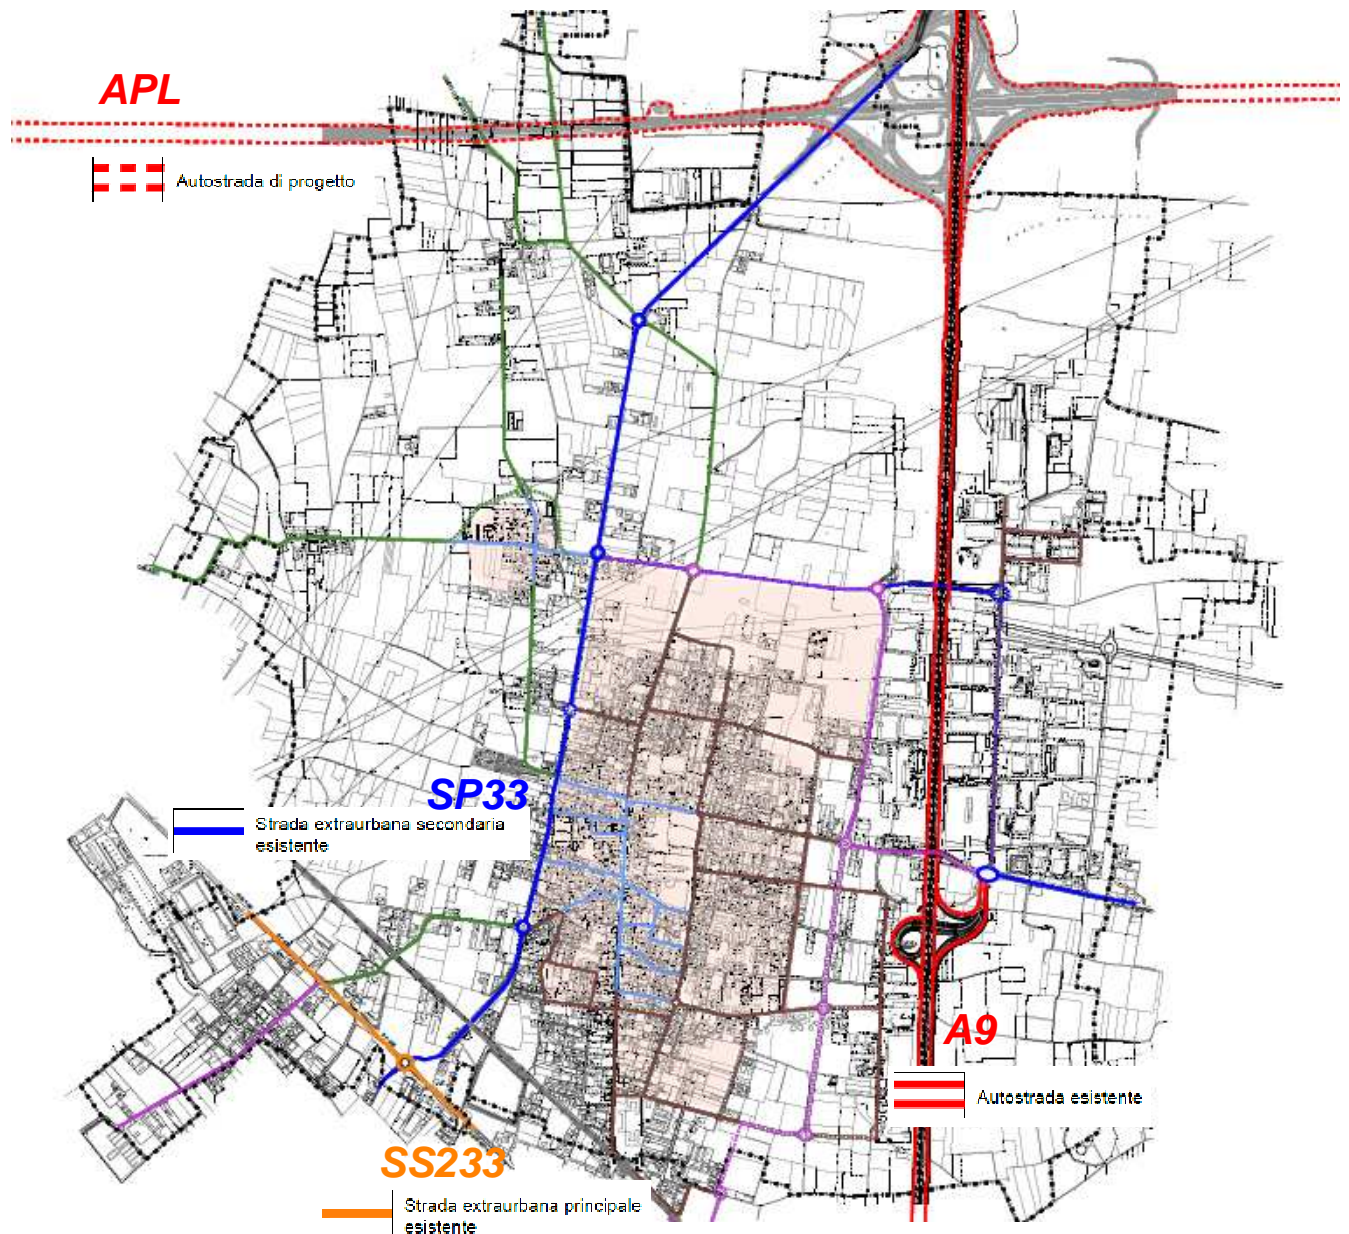 APL
Autostrada di progetto
SP33
Strada extraurbana secondaria
esistente
A9
Autostrada esistente
SS233
Strada extraurbana principale
esistente